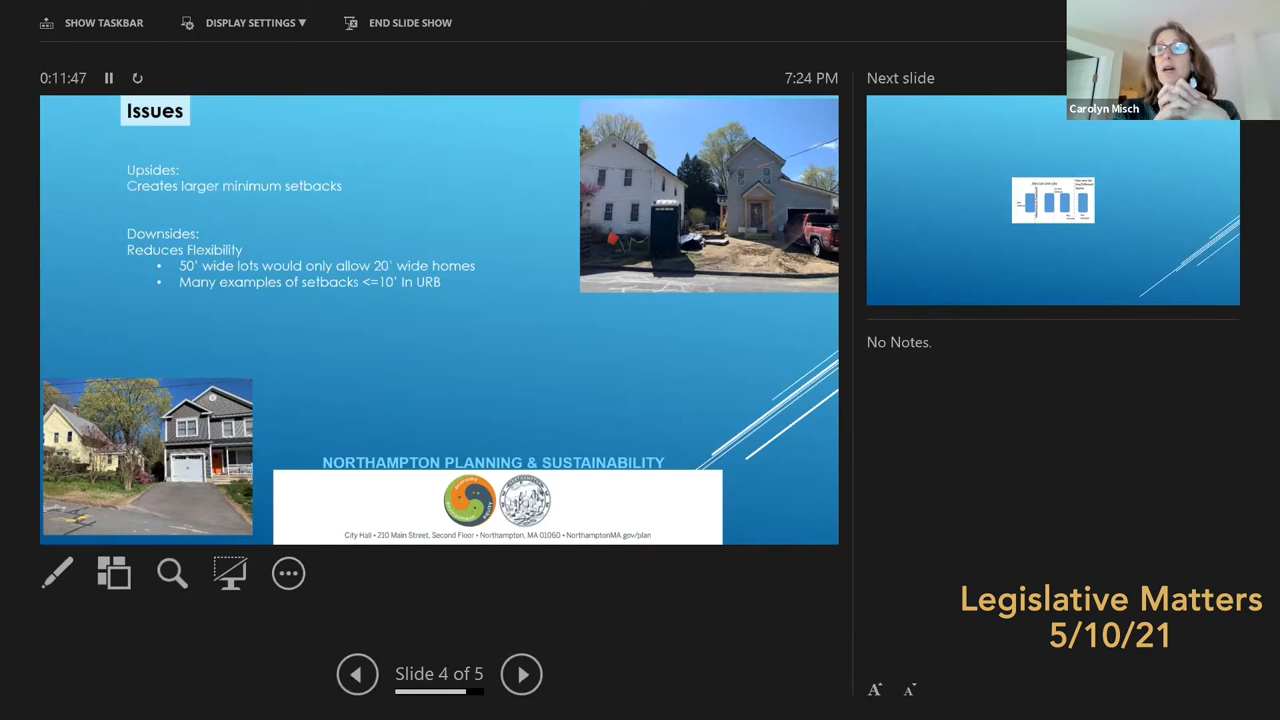 SHOW TASKBAR
DISPLAY SETTINGS ▼
END SLIDE SHOW
0:11:47
7:24 PM
Next slide
Carolyn Misch
Issues
Upsides:
Creates larger minimum setbacks
Downsides:
Reduces Flexibility
• 50' wide lots would only allow 20' wide homes
• Many examples of setbacks <=10' In URB
NORTHAMPTON PLANNING & SUSTAINABILITY
City Hall • 210 Main Street, Second Floor • Northampton, MA 01060 • NorthamptonMA.gov/plan
No Notes.
Legislative Matters
5/10/21
Slide 4 of 5
A A